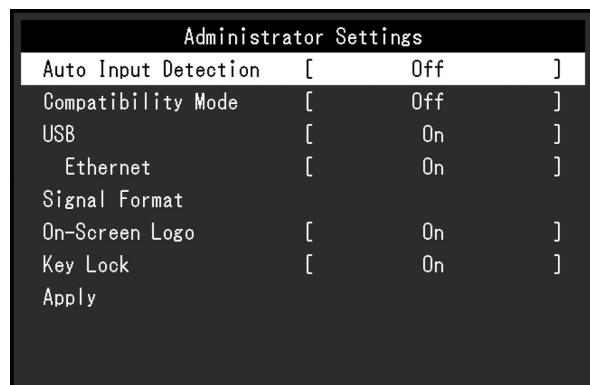 Administrator Settings
Auto Input Detection [ Off ]
Compatibility Mode [ Off ]
USB [ On ]
Ethernet [ On ]
Signal Format
On-Screen Logo [ On ]
Key Lock [ On ]
Apply